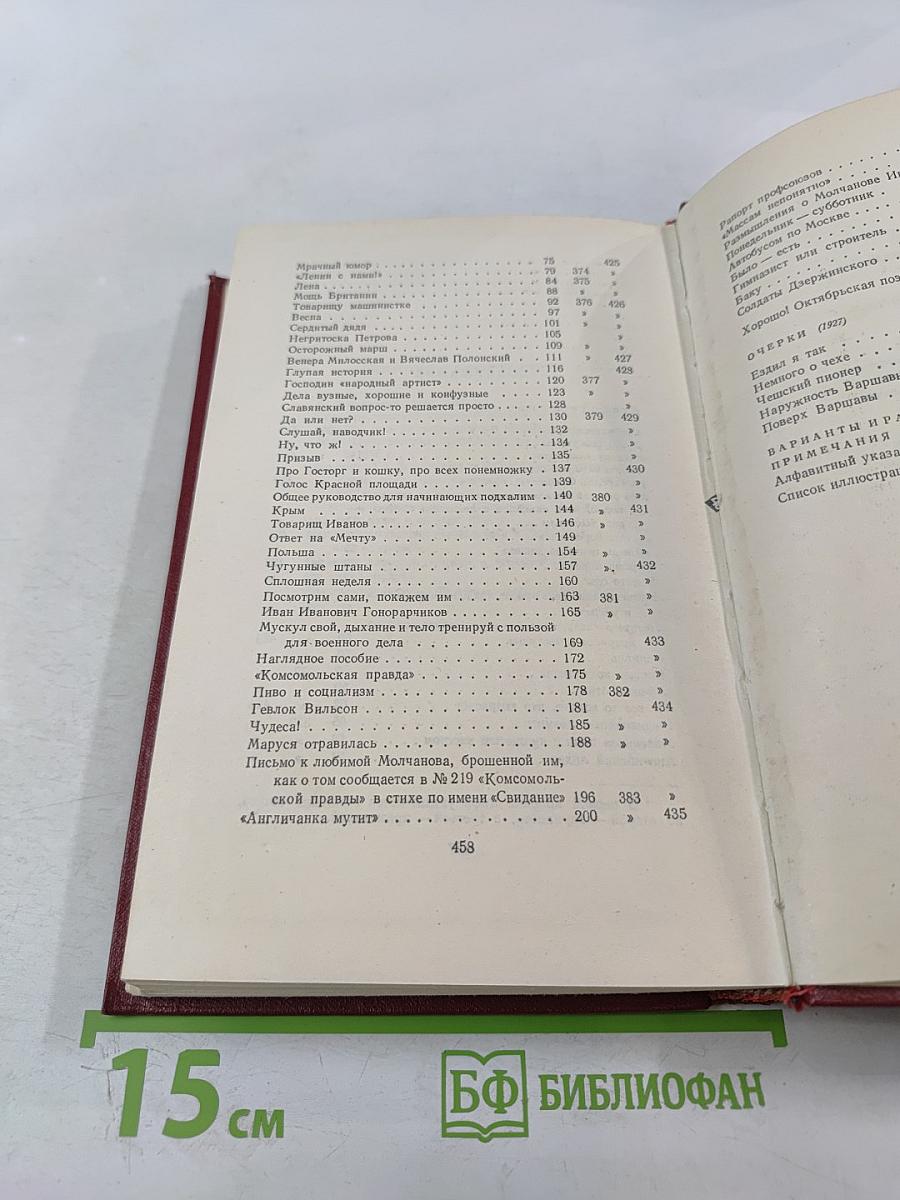 Мрачный юмор . . . . . . . . . . . . . 75 425
«Ленин с нами!» . . . . . . . . . . . . 79 374 »
Лена . . . . . . . . . . . . . . . . 84 375 »
Мощь Британии . . . . . . . . . . . . 88 »
Товарищу машинистке . . . . . . . . . . 92 376 426
Весна . . . . . . . . . . . . . . . . 97 » »
Сердитый дядя . . . . . . . . . . . . 101 » »
Негритоска Петрова . . . . . . . . . . 105 »
Осторожный марш . . . . . . . . . . . 109 » »
Венера Милосская и Вячеслав Полонский . . 111 » 427
Глупая история . . . . . . . . . . . . 116 428
Господин «народный артист» . . . . . . . 120 377 »
Дела вузные, хорошие и конфузные . . . . 123 » »
Славянский вопрос-то решается просто . . . 128 »
Да или нет? . . . . . . . . . . . . . 130 379 429
Слушай, наводчик! . . . . . . . . . . . 132 »
Ну, что ж! . . . . . . . . . . . . . . 134 »
Призыв . . . . . . . . . . . . . . . 135 »
Про Госторг и кошку, про всех понемножку . 137 430
Голос Красной площади . . . . . . . . . 139 »
Общее руководство для начинающих подхалим . 140 380 »
Крым . . . . . . . . . . . . . . . . 144 » 431
Товарищ Иванов . . . . . . . . . . . . 146 » »
Ответ на «Мечту» . . . . . . . . . . . 149 »
Польша . . . . . . . . . . . . . . . 154 » »
Чугунные штаны . . . . . . . . . . . . 157 ». 432
Сплошная неделя . . . . . . . . . . . . 160 »
Посмотрим сами, покажем им . . . . . . . 163 381 »
Иван Иванович Гонорарчиков . . . . . . . 165 » »
Мускул свой, дыхание и тело тренируй с пользой
для военного дела . . . . . . . . . . 169 433
Наглядное пособие . . . . . . . . . . . 172 »
«Комсомольская правда» . . . . . . . . . 175 » »
Пиво и социализм . . . . . . . . . . . 178 382 »
Гевлок Вильсон . . . . . . . . . . . . 181 434
Чудеса! . . . . . . . . . . . . . . . 185 » »
Маруся отравилась . . . . . . . . . . . 188 » »
Письмо к любимой Молчанова, брошенной им,
как о том сообщается в № 219 «Комсомоль-
ской правды» в стихе по имени «Свидание» 196 383 »
«Англичанка мутит» . . . . . . . . . . . 200 » 435
458
Рапорт профсоюзов . . . . .
«Массам непонятно» . . . . .
Размышления о Молчанове
Понедельник — субботник .
Автобусом по Москве . . .
Было — есть . . . .
Гимназист или строитель .
Баку . . . . .
Солдаты Дзержинского . . .
Хорошо! Октябрьская
ОЧЕРКИ (1927)
Ездил я так . . . .
Немного о чехе . . . .
Чешский пионер . . .
Наружность
Поверх Варшавы .
ВАРИАНТЫ И
ПРИМЕЧАНИЯ
Алфавитный
Список
15 см
БФ БИБЛИОФАН